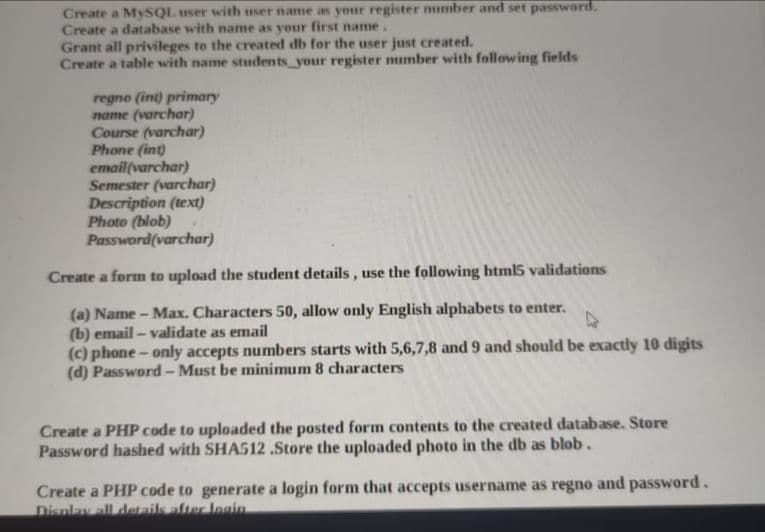 Create a MySQL user with user name as your register number and set password.
Create a database with name as your first name .
Grant all privileges to the created db for the user just created.
Create a table with name students_your register number with following fields
regno (int) primary
name (varchar)
Course (varchar)
Phone (int)
email(varchar)
Semester (varchar)
Description (text)
Photo (blob)
Password(varchar)
Create a form to upload the student details , use the following html5 validations
(a) Name – Max. Characters 50, allow only English alphabets to enter.
(b) email – validate as email
(c) phone – only accepts numbers starts with 5,6,7,8 and 9 and should be exactly 10 digits
(d) Password – Must be minimum 8 characters
Create a PHP code to uploaded the posted form contents to the created database. Store
Password hashed with SHA512 .Store the uploaded photo in the db as blob .
Create a PHP code to generate a login form that accepts username as regno and password .
Display all details after login